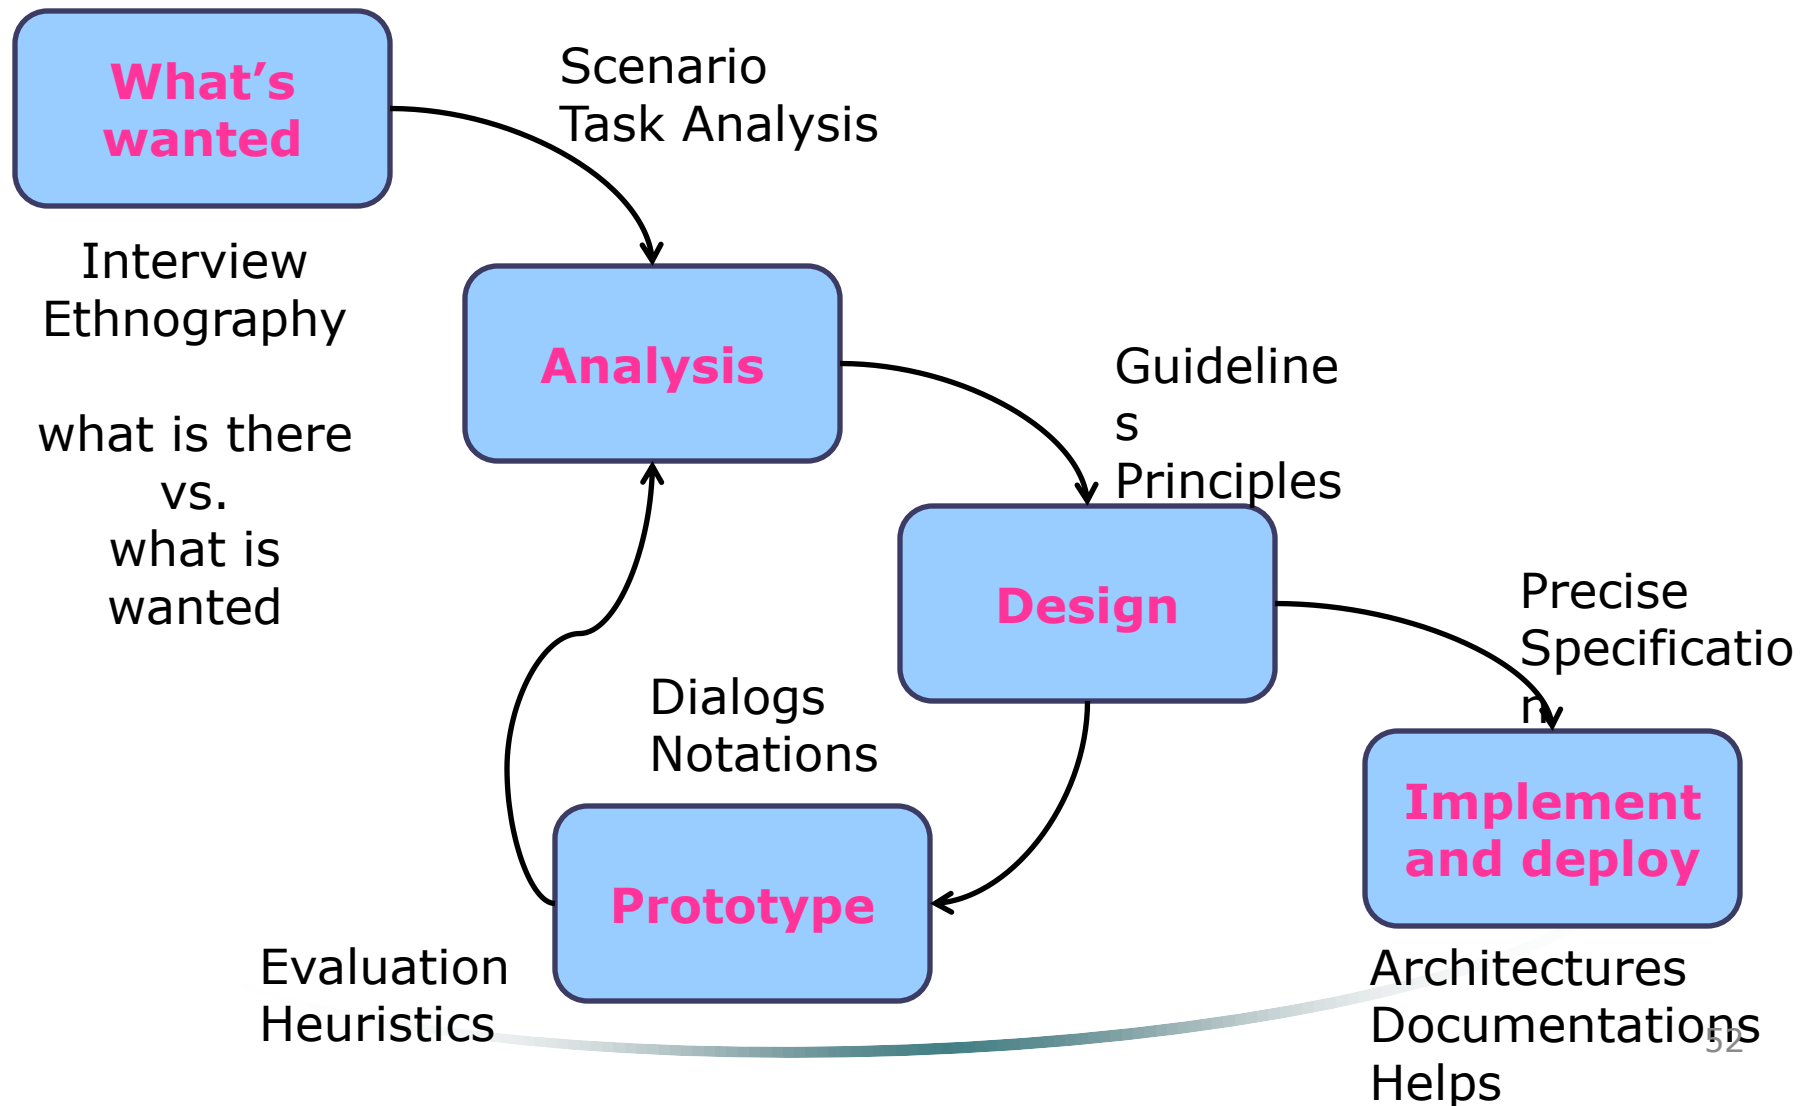 What's
wanted
Scenario
Task Analysis
Interview
Ethnography
what is there
vs.
what is
wanted
Analysis
Guideline
s
Principles
Design
Precise
Specificatio
n
Dialogs
Notations
Implement
and deploy
Prototype
Evaluation
Heuristics
Architectures
Documentations
Helps
52